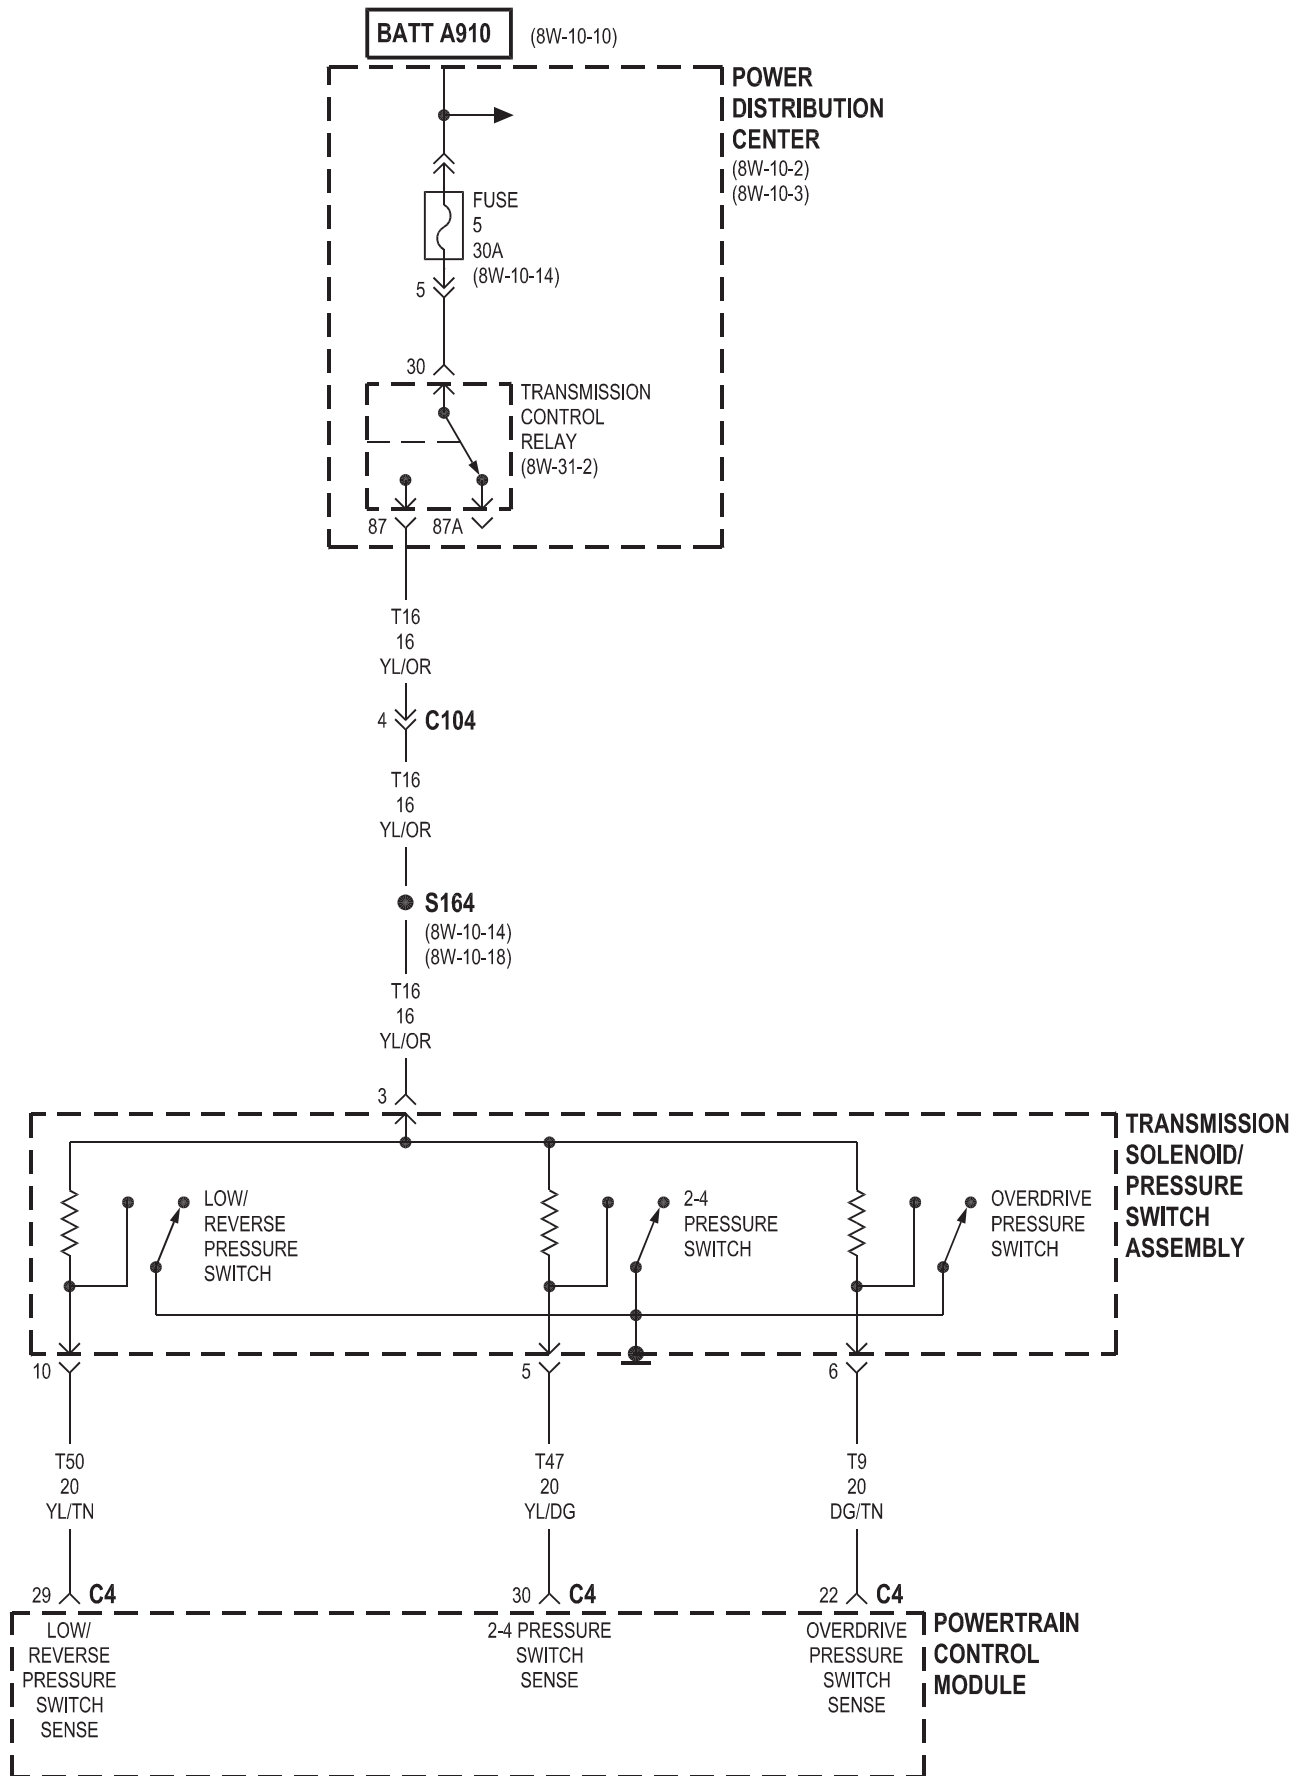 BATT A910 (8W-10-10)
POWER
DISTRIBUTION
CENTER
(8W-10-2)
(8W-10-3)
FUSE
5
30A
(8W-10-14)
5
30
TRANSMISSION
CONTROL
RELAY
(8W-31-2)
87 87A
T16
16
YL/OR
4 C104
T16
16
YL/OR
S164
(8W-10-14)
(8W-10-18)
T16
16
YL/OR
3
TRANSMISSION
SOLENOID/
PRESSURE
SWITCH
ASSEMBLY
LOW/
REVERSE
PRESSURE
SWITCH
2-4
PRESSURE
SWITCH
OVERDRIVE
PRESSURE
SWITCH
10 5 6
T50
20
YL/TN
T47
20
YL/DG
T9
20
DG/TN
29 C4 30 C4 22 C4
LOW/
REVERSE
PRESSURE
SWITCH
SENSE
2-4 PRESSURE
SWITCH
SENSE
OVERDRIVE
PRESSURE
SWITCH
SENSE
POWERTRAIN
CONTROL
MODULE